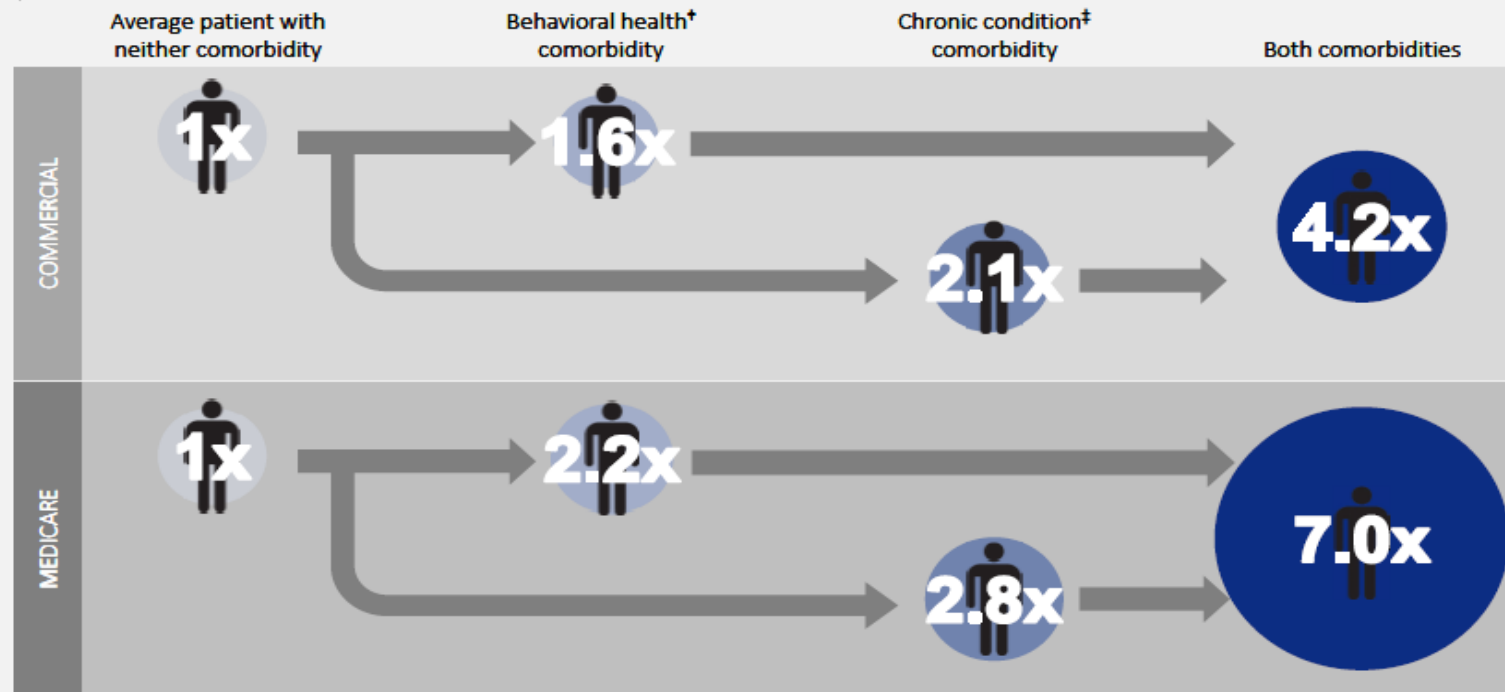 Average patient with
neither comorbidity
Behavioral health†
comorbidity
Chronic condition‡
comorbidity
Both comorbidities
COMMERCIAL
1x
1.6x
2.1x
4.2x
MEDICARE
1x
2.2x
2.8x
7.0x